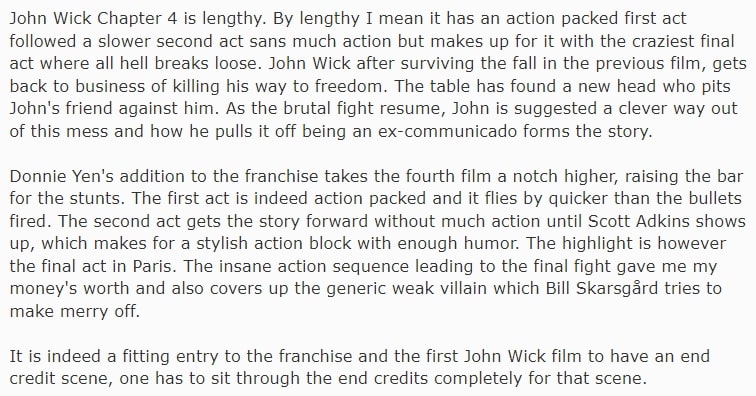 John Wick Chapter 4 is lengthy. By lengthy I mean it has an action packed first act
followed a slower second act sans much action but makes up for it with the craziest final
act where all hell breaks loose. John Wick after surviving the fall in the previous film, gets
back to business of killing his way to freedom. The table has found a new head who pits
John's friend against him. As the brutal fight resume, John is suggested a clever way out
of this mess and how he pulls it off being an ex-communicado forms the story.

Donnie Yen's addition to the franchise takes the fourth film a notch higher, raising the bar
for the stunts. The first act is indeed action packed and it flies by quicker than the bullets
fired. The second act gets the story forward without much action until Scott Adkins shows
up, which makes for a stylish action block with enough humor. The highlight is however
the final act in Paris. The insane action sequence leading to the final fight gave me my
money's worth and also covers up the generic weak villain which Bill Skarsgård tries to
make merry off.

It is indeed a fitting entry to the franchise and the first John Wick film to have an end
credit scene, one has to sit through the end credits completely for that scene.